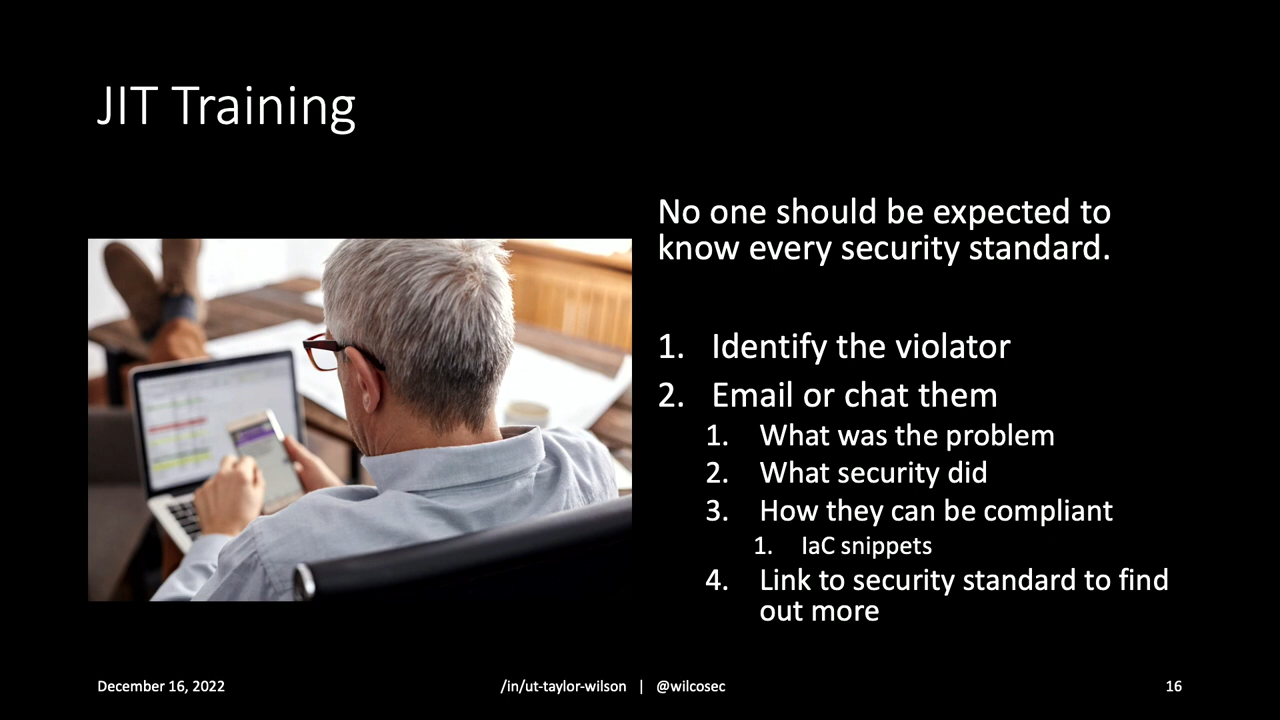 JIT Training
No one should be expected to
know every security standard.
1. Identify the violator
2. Email or chat them
1. What was the problem
2. What security did
3. How they can be compliant
1. IaC snippets
4. Link to security standard to find
out more
December 16, 2022
/in/ut-taylor-wilson | @wilcosec
16